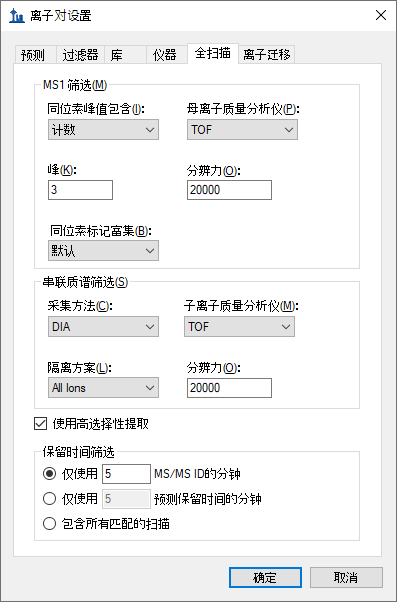 离子对设置
预测 过滤器 库 仪器 全扫描 离子迁移
MS1 筛选(M)
同位素峰值包含(I): 母离子质量分析仪(P):
计数 TOF
峰(K): 分辨力(O):
3 20000
同位素标记富集(B):
默认
串联质谱筛选(S)
采集方法(C): 子离子质量分析仪(M):
DIA TOF
隔离方案(L): 分辨力(O):
All Ions 20000
使用高选择性提取
保留时间筛选
仅使用 5 MS/MS ID的分钟
仅使用 5 预测保留时间的分钟
包含所有匹配的扫描
确定 取消